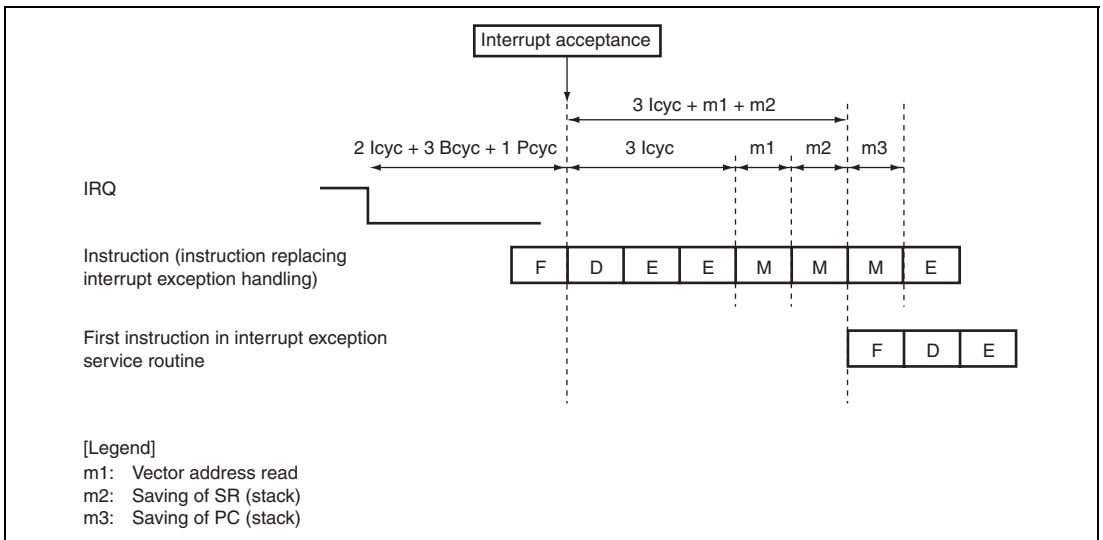 Interrupt acceptance
3 Icyc + m1 + m2
2 Icyc + 3 Bcyc + 1 Pcyc
3 Icyc
m1
m2
m3
IRQ
Instruction (instruction replacing
interrupt exception handling)
F D E E M M M E
First instruction in interrupt exception
service routine
F D E
[Legend]
m1: Vector address read
m2: Saving of SR (stack)
m3: Saving of PC (stack)